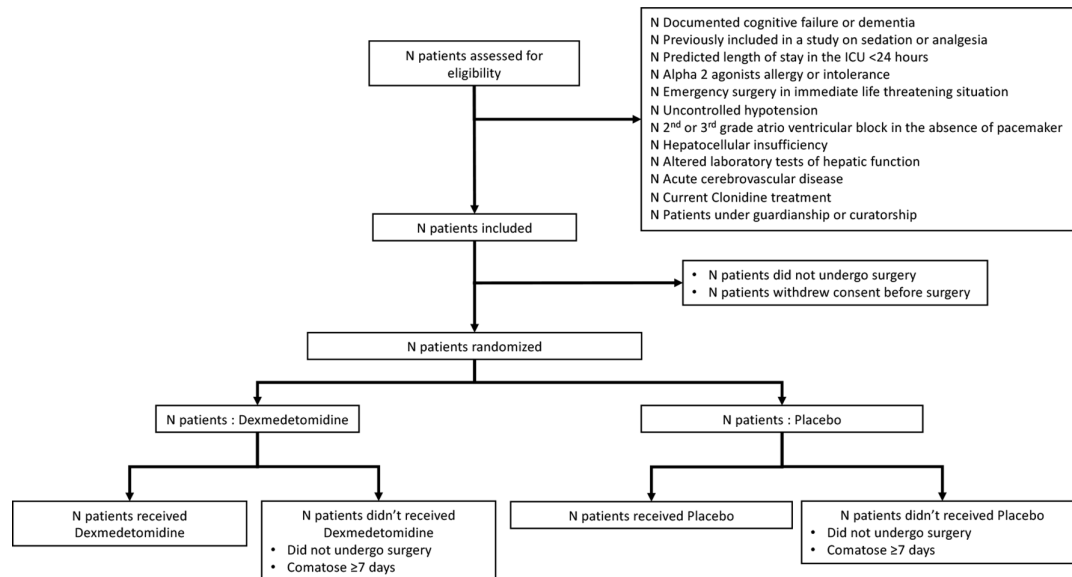 N patients assessed for
eligibility
N Documented cognitive failure or dementia
N Previously included in a study on sedation or analgesia
N Predicted length of stay in the ICU <24 hours
N Alpha 2 agonists allergy or intolerance
N Emergency surgery in immediate life threatening situation
N Uncontrolled hypotension
N 2nd or 3rd grade atrio ventricular block in the absence of pacemaker
N Hepatocellular insufficiency
N Altered laboratory tests of hepatic function
N Acute cerebrovascular disease
N Current Clonidine treatment
N Patients under guardianship or curatorship
N patients included
• N patients did not undergo surgery
• N patients withdrew consent before surgery
N patients randomized
N patients : Dexmedetomidine
N patients : Placebo
N patients received
Dexmedetomidine
N patients didn't received
Dexmedetomidine
• Did not undergo surgery
• Comatose ≥7 days
N patients received Placebo
N patients didn't received Placebo
• Did not undergo surgery
• Comatose ≥7 days